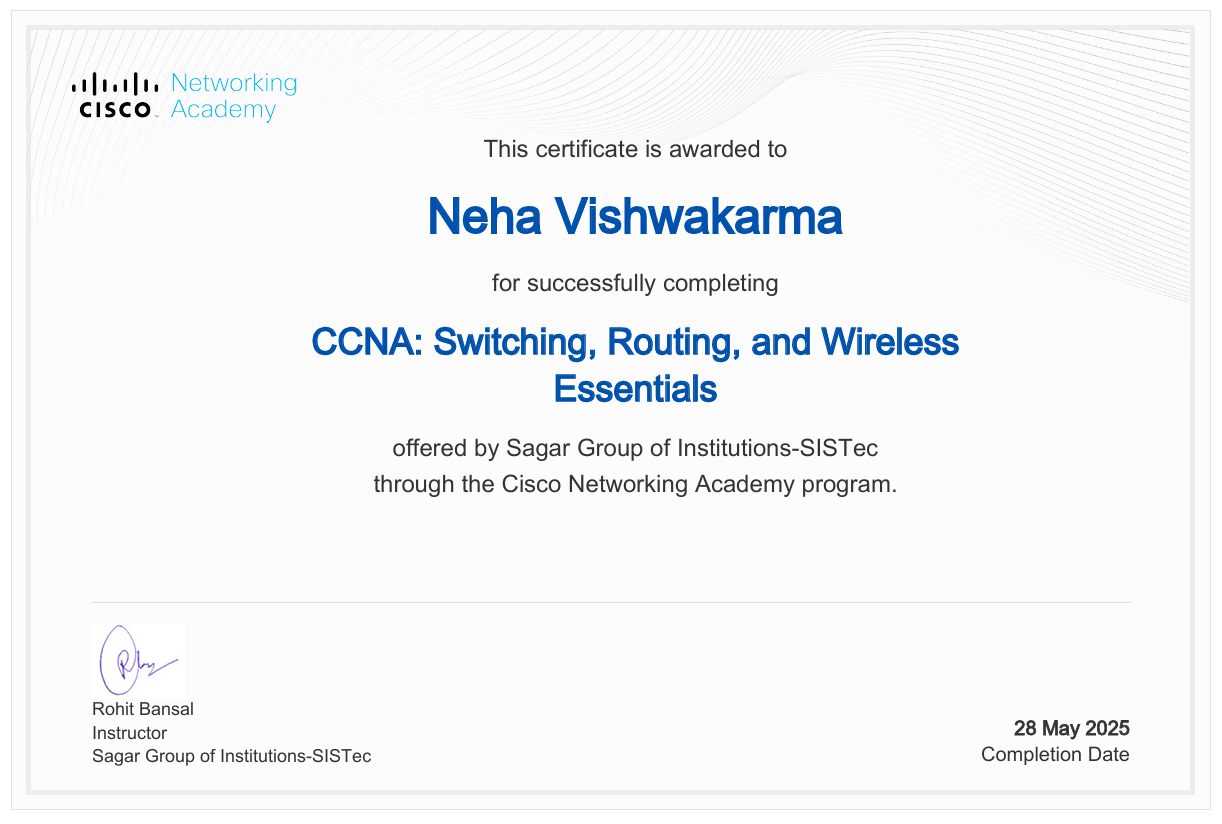 CISCO
Networking
Academy
This certificate is awarded to
Neha Vishwakarma
for successfully completing
CCNA: Switching, Routing, and Wireless
Essentials
offered by Sagar Group of Institutions-SISTec
through the Cisco Networking Academy program.
Rohit Bansal
Instructor
Sagar Group of Institutions-SISTec
28 May 2025
Completion Date